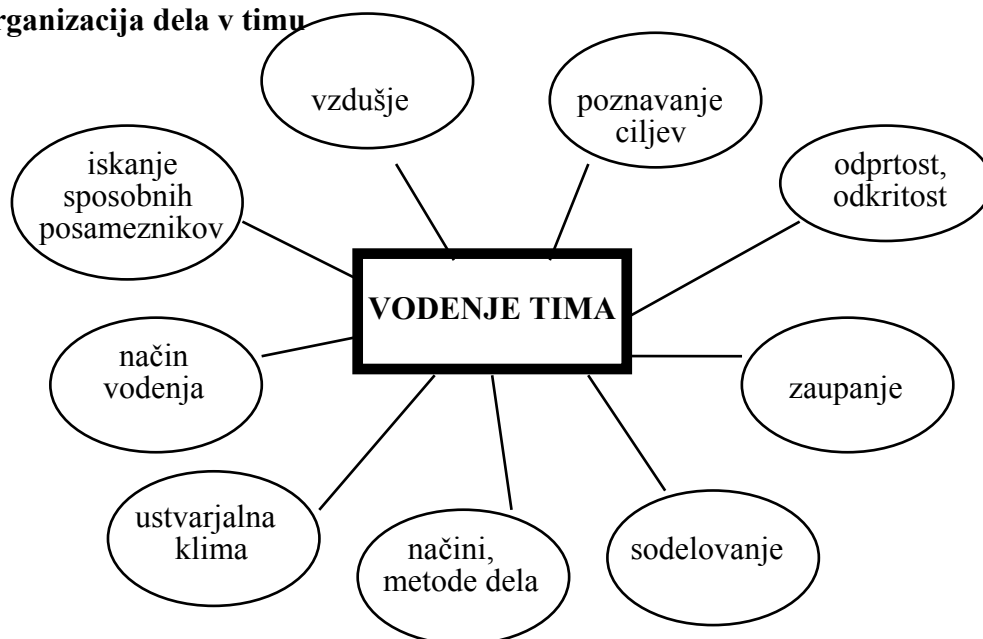 rganizacija dela v timu
vzdušje
poznavanje
ciljev
iskanje
sposobnih
posameznikov
odprtost,
odkritost
VODENJE TIMA
način
vodenja
zaupanje
ustvarjalna
klima
načini,
metode dela
sodelovanje